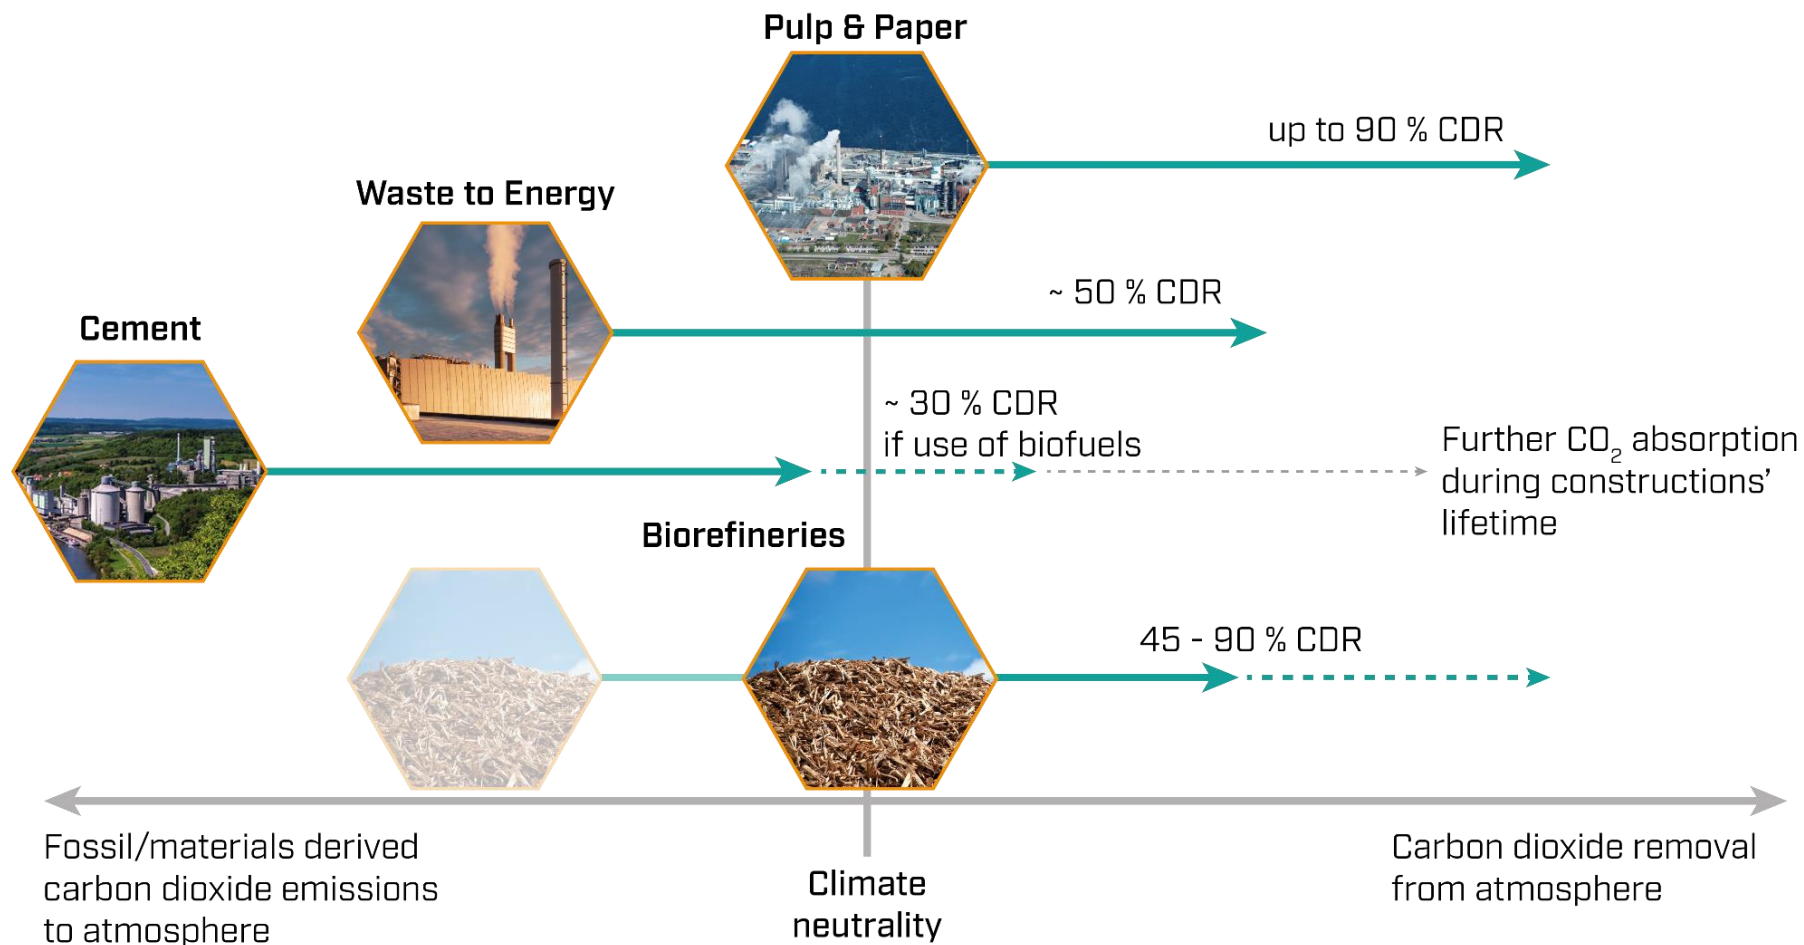 Pulp & Paper
up to 90 % CDR
Waste to Energy
~ 50 % CDR
Cement
~ 30 % CDR
if use of biofuels
Further CO₂ absorption
during constructions’
lifetime
Biorefineries
45 - 90 % CDR
Fossil/materials derived
carbon dioxide emissions
to atmosphere
Climate
neutrality
Carbon dioxide removal
from atmosphere